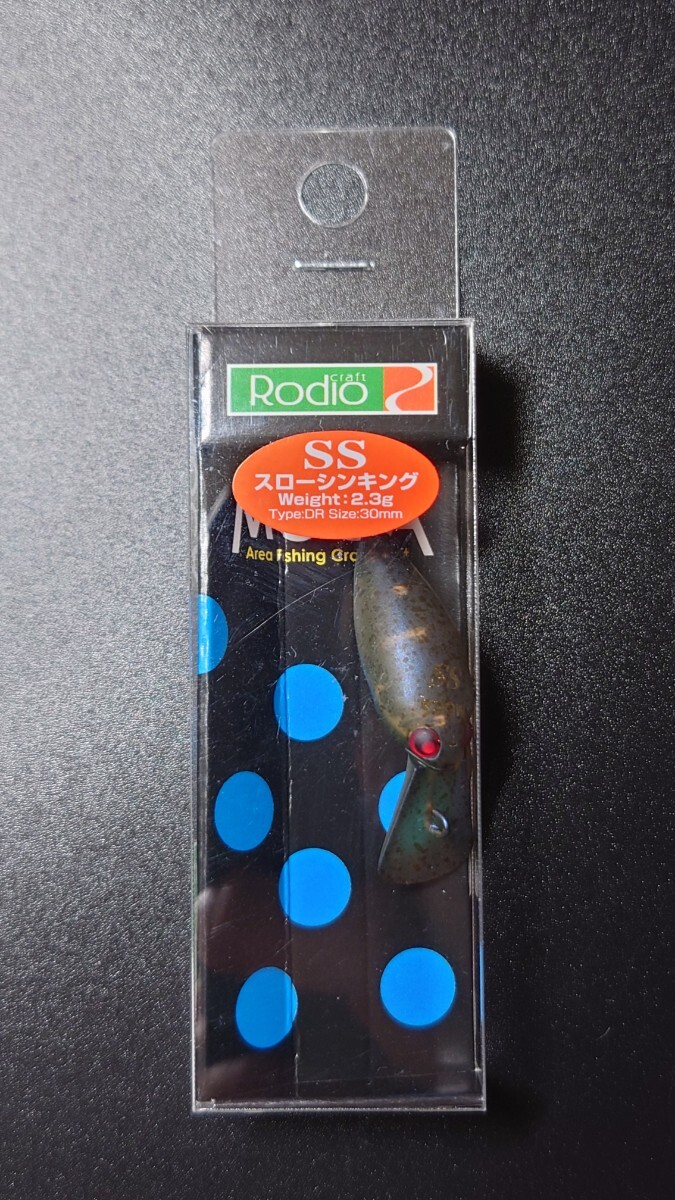 Rodio craft
SS
スローシンキング
Weight:2.3g
Type:DR Size:30mm
Area Fishing